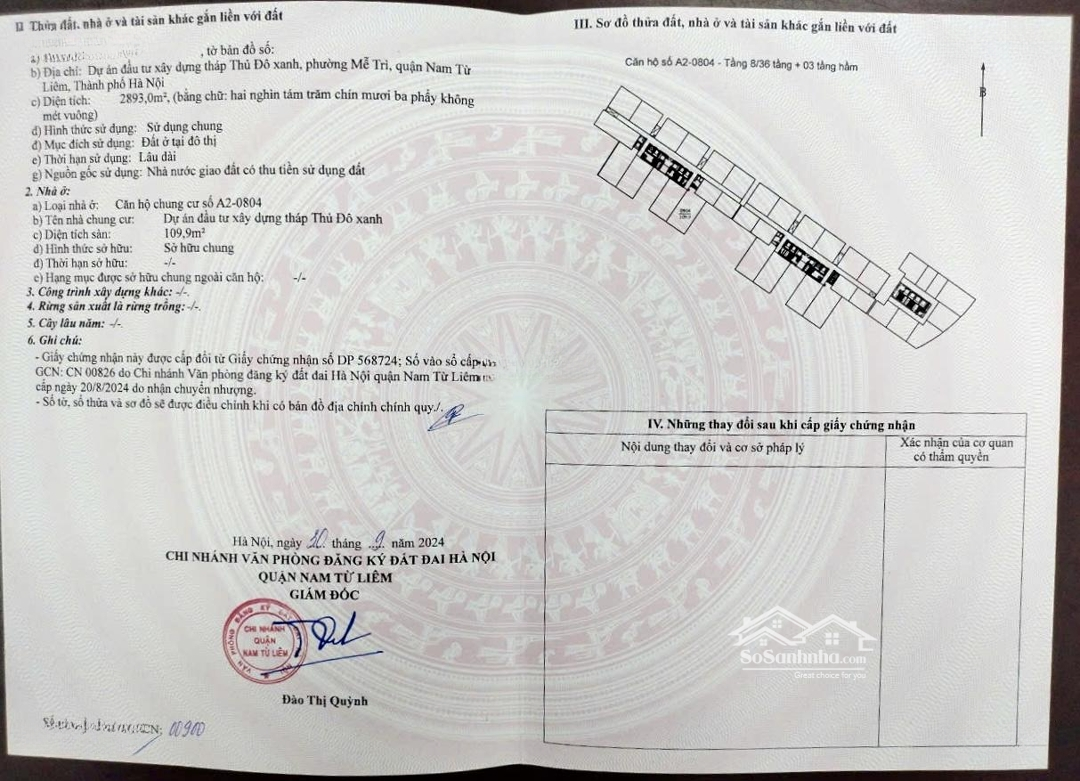 II Thửa đất, nhà ở và tài sản khác gắn liền với đất
a) , tờ bản đồ số:
b) Địa chỉ: Dự án đầu tư xây dựng tháp Thủ Đô xanh, phường Mễ Trì, quận Nam Từ
Liêm, Thành phố Hà Nội
c) Diện tích: 2893,0m², (bằng chữ: hai nghìn tám trăm chín mươi ba phẩy không
mét vuông)
d) Hình thức sử dụng: Sử dụng chung
đ) Mục đích sử dụng: Đất ở tại đô thị
e) Thời hạn sử dụng: Lâu dài
g) Nguồn gốc sử dụng: Nhà nước giao đất có thu tiền sử dụng đất
2. Nhà ở:
a) Loại nhà ở: Căn hộ chung cư số A2-0804
b) Tên nhà chung cư: Dự án đầu tư xây dựng tháp Thủ Đô xanh
c) Diện tích sàn: 109,9m²
d) Hình thức sở hữu: Sở hữu chung
đ) Thời hạn sở hữu: -/-
e) Hạng mục được sở hữu chung ngoài căn hộ: -/-
3. Công trình xây dựng khác: -/-.
4. Rừng sản xuất là rừng trồng: -/-.
5. Cây lâu năm: -/-
6. Ghi chú:
- Giấy chứng nhận này được cấp đổi từ Giấy chứng nhận số DP 568724; Số vào sổ cấp
GCN: CN 00826 do Chi nhánh Văn phòng đăng ký đất đai Hà Nội quận Nam Từ Liêm
cấp ngày 20/8/2024 do nhận chuyển nhượng.
- Số tờ, số thửa và sơ đồ sẽ được điều chỉnh khi có bản đồ địa chính chính quy./.
Hà Nội, ngày 30 tháng 9 năm 2024
CHI NHÁNH VĂN PHÒNG ĐĂNG KÝ ĐẤT ĐAI HÀ NỘI
QUẬN NAM TỪ LIÊM
GIÁM ĐỐC
CHI NHÁNH
QUẬN
NAM TỪ LIÊM
Đào Thị Quỳnh
00900
III. Sơ đồ thửa đất, nhà ở và tài sản khác gắn liền với đất
Căn hộ số A2-0804 - Tầng 8/36 tầng + 03 tầng hầm
B
IV. Những thay đổi sau khi cấp giấy chứng nhận
Nội dung thay đổi và cơ sở pháp lý
Xác nhận của cơ quan
có thẩm quyền
SoSanhnha.com
Great choice for you